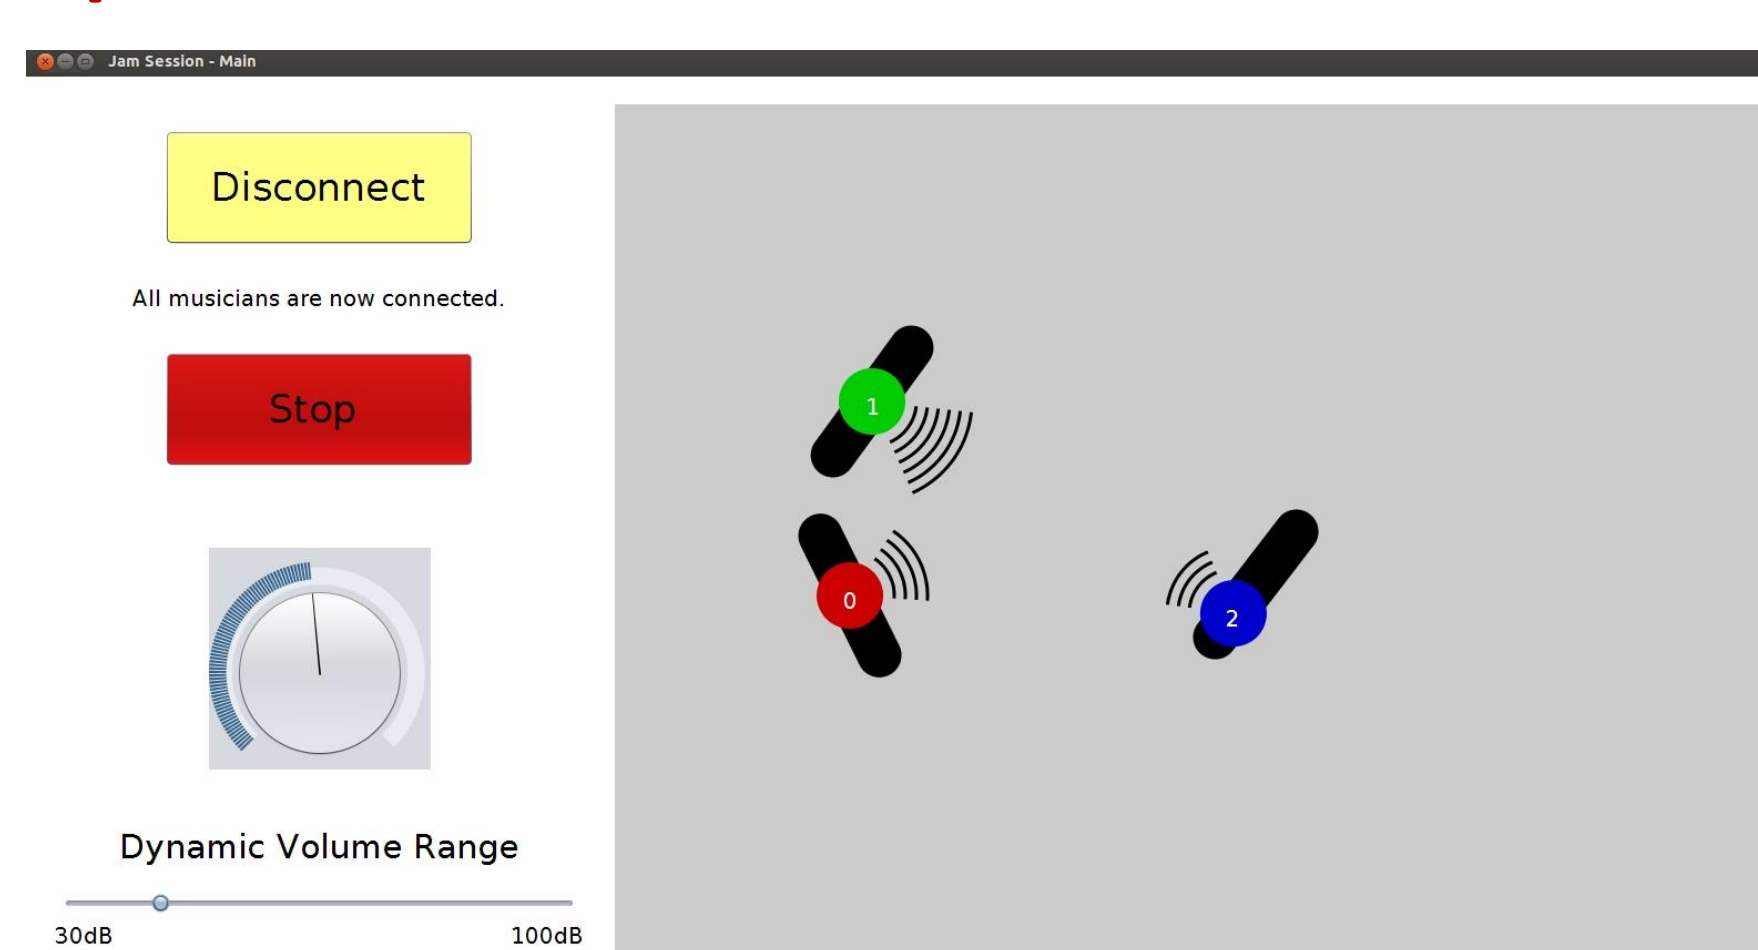 Jam Session - Main
Disconnect
All musicians are now connected.
Stop
1
0
2
Dynamic Volume Range
30dB
100dB